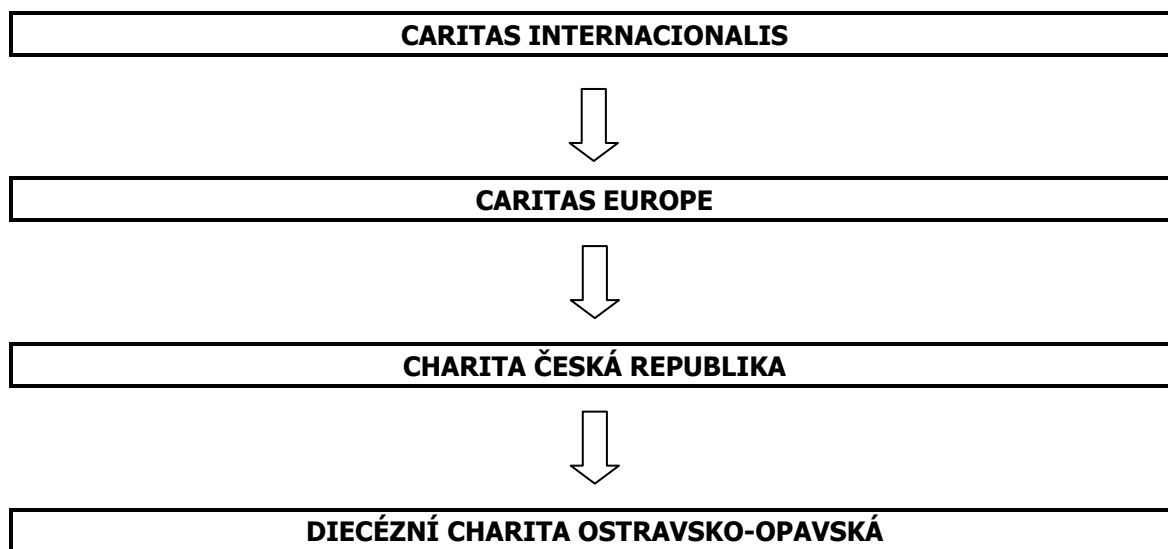 CARITAS INTERNACIONALIS
CARITAS EUROPE
CHARITA ČESKÁ REPUBLIKA
DIECÉZNÍ CHARITA OSTRAVSKO-OPAVSKÁ